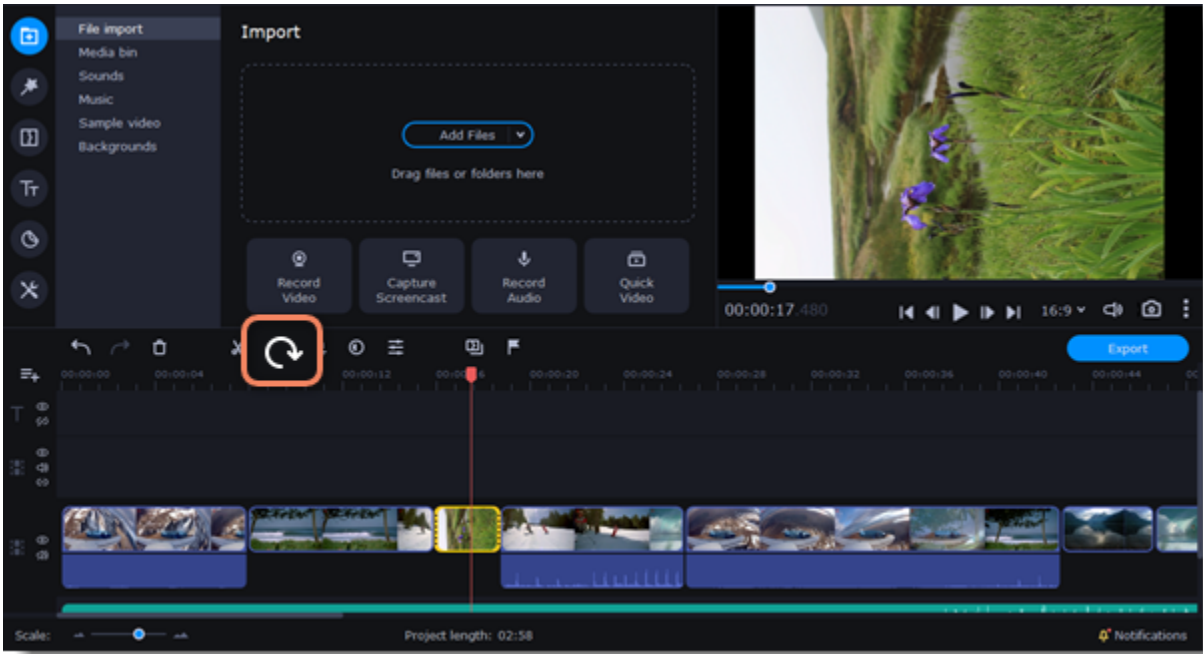 File import
Media bin
Sounds
Music
Sample video
Backgrounds
Import
Add Files
Drag files or folders here
Record
Video
Capture
Screencast
Record
Audio
Quick
Video
00:00:17.480
16:9
Export
00:00:00 00:00:04 00:00:12 00:00:20 00:00:24 00:00:28 00:00:32 00:00:36 00:00:40 00:00:44
Scale:
Project length: 02:58
Notifications